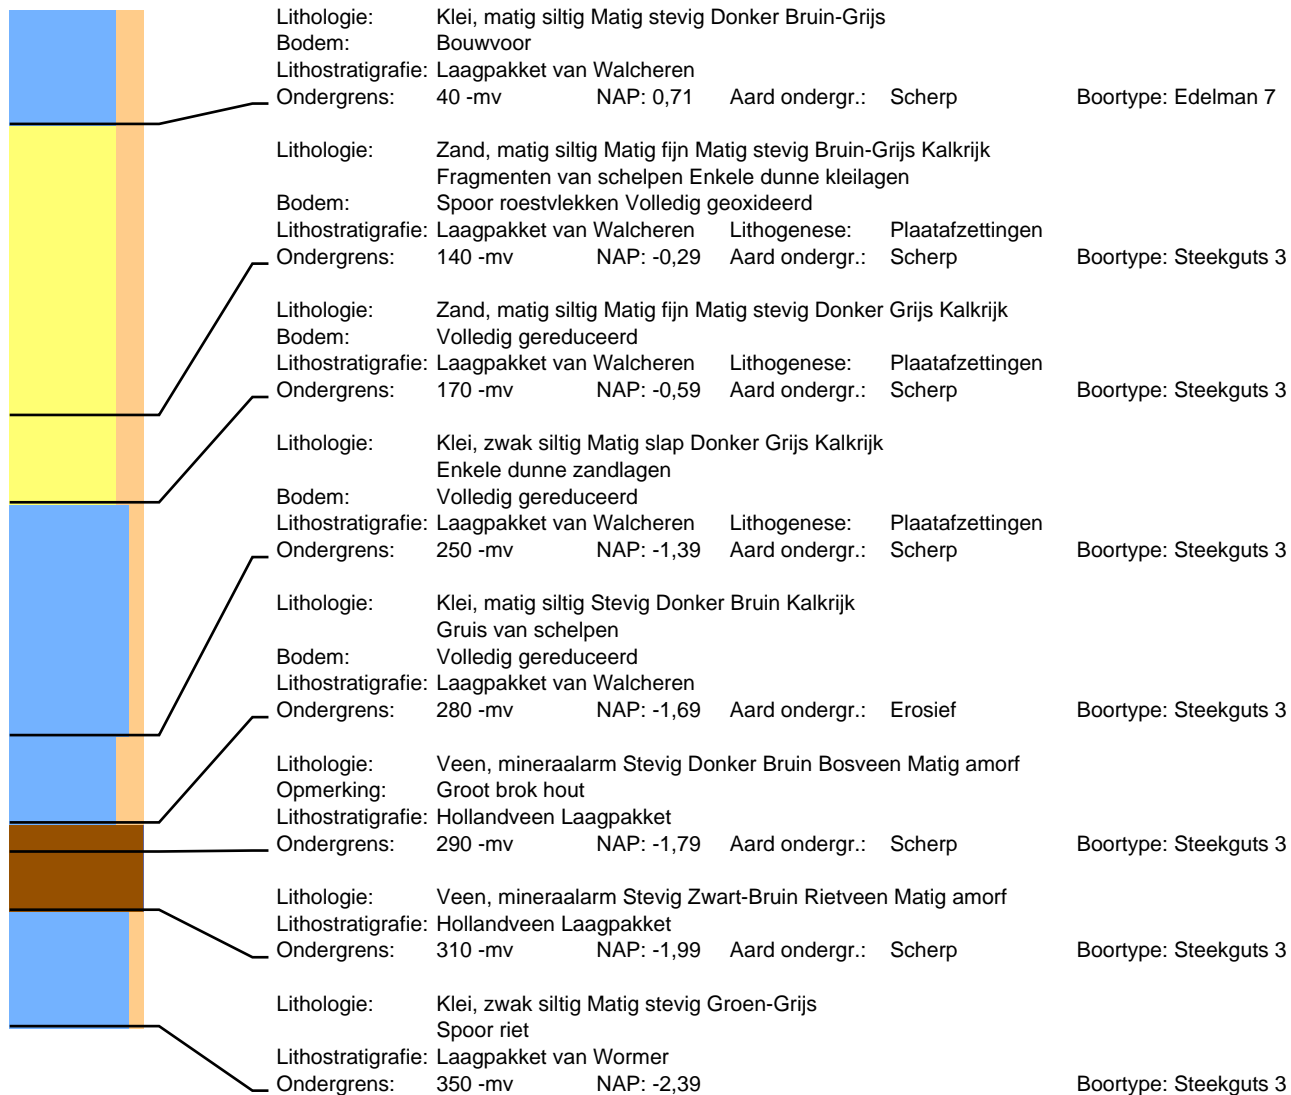 Lithologie: Klei, matig siltig Matig stevig Donker Bruin-Grijs
Bodem: Bouwvoor
Lithostratigrafie: Laagpakket van Walcheren
Ondergrens: 40 -mv NAP: 0,71 Aard ondergr.: Scherp Boortype: Edelman 7
Lithologie: Zand, matig siltig Matig fijn Matig stevig Bruin-Grijs Kalkrijk
Fragmenten van schelpen Enkele dunne kleilagen
Bodem: Spoor roestvlekken Volledig geoxideerd
Lithostratigrafie: Laagpakket van Walcheren Lithogenese: Plaatafzettingen
Ondergrens: 140 -mv NAP: -0,29 Aard ondergr.: Scherp Boortype: Steekguts 3
Lithologie: Zand, matig siltig Matig fijn Matig stevig Donker Grijs Kalkrijk
Bodem: Volledig gereduceerd
Lithostratigrafie: Laagpakket van Walcheren Lithogenese: Plaatafzettingen
Ondergrens: 170 -mv NAP: -0,59 Aard ondergr.: Scherp Boortype: Steekguts 3
Lithologie: Klei, zwak siltig Matig slap Donker Grijs Kalkrijk
Enkele dunne zandlagen
Bodem: Volledig gereduceerd
Lithostratigrafie: Laagpakket van Walcheren Lithogenese: Plaatafzettingen
Ondergrens: 250 -mv NAP: -1,39 Aard ondergr.: Scherp Boortype: Steekguts 3
Lithologie: Klei, matig siltig Stevig Donker Bruin Kalkrijk
Gruis van schelpen
Bodem: Volledig gereduceerd
Lithostratigrafie: Laagpakket van Walcheren
Ondergrens: 280 -mv NAP: -1,69 Aard ondergr.: Erosief Boortype: Steekguts 3
Lithologie: Veen, mineraalarm Stevig Donker Bruin Bosveen Matig amorf
Opmerking: Groot brok hout
Lithostratigrafie: Hollandveen Laagpakket
Ondergrens: 290 -mv NAP: -1,79 Aard ondergr.: Scherp Boortype: Steekguts 3
Lithologie: Veen, mineraalarm Stevig Zwart-Bruin Rietveen Matig amorf
Lithostratigrafie: Hollandveen Laagpakket
Ondergrens: 310 -mv NAP: -1,99 Aard ondergr.: Scherp Boortype: Steekguts 3
Lithologie: Klei, zwak siltig Matig stevig Groen-Grijs
Spoor riet
Lithostratigrafie: Laagpakket van Wormer
Ondergrens: 350 -mv NAP: -2,39 Boortype: Steekguts 3